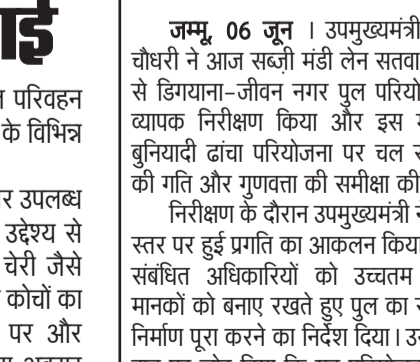 परिवहन
के विभिन्न
उपलब्ध
उद्देश्य से
चेरी जैसे
कोचों का
पर और
जम्मू, 06 जून । उपमुख्यमंत्री
चौधरी ने आज सब्ज़ी मंडी लेन सतवा
से डिगयाना-जीवन नगर पुल परियो
व्यापक निरीक्षण किया और इस
बुनियादी ढांचा परियोजना पर चल
की गति और गुणवत्ता की समीक्षा की
निरीक्षण के दौरान उपमुख्यमंत्री
स्तर पर हुई प्रगति का आकलन किया
संबंधित अधिकारियों को उच्चतम
मानकों को बनाए रखते हुए पुल का
निर्माण पूरा करने का निर्देश दिया।